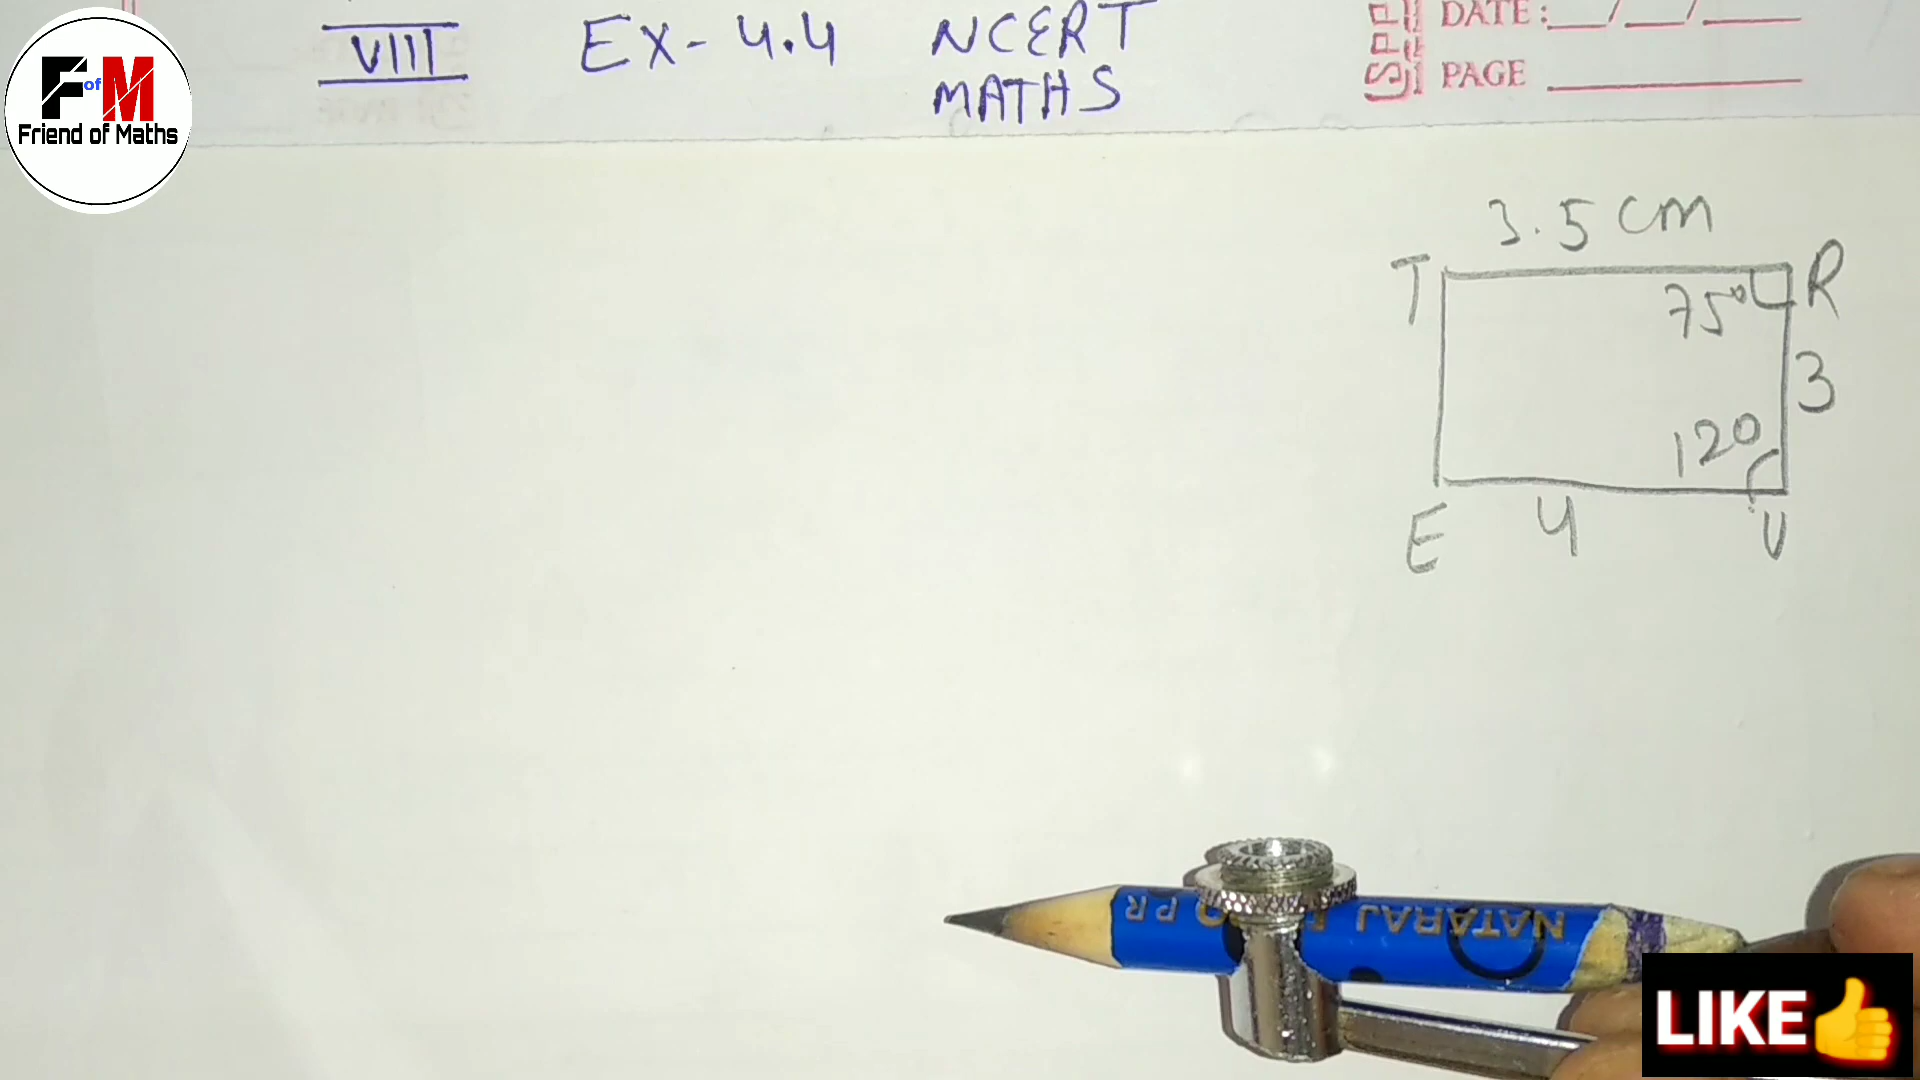 VIII EX-4.4 NCERT
MATHS
DATE: __/__/____
PAGE
F of M
Friend of Maths
3.5 cm
T R
75°
3
120
E 4 U
NATARAJ
LIKE